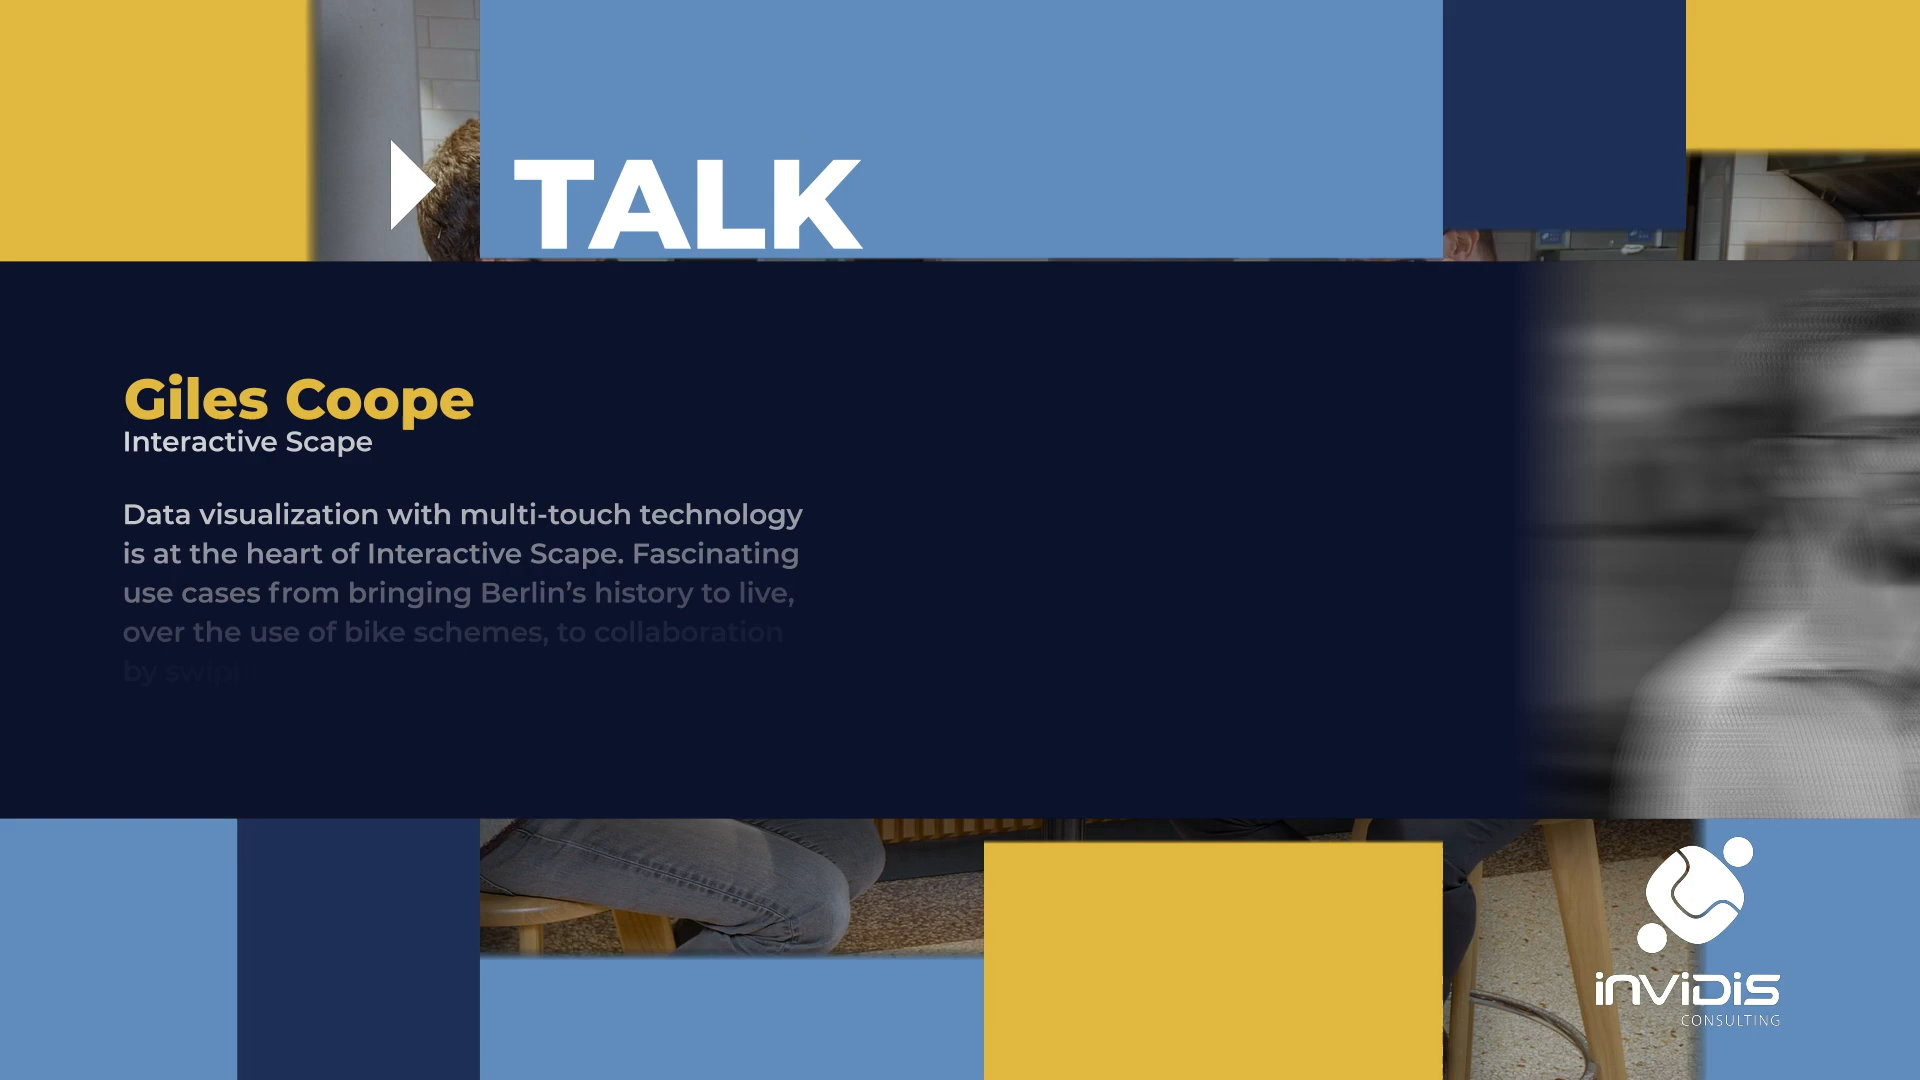 TALK
Giles Coope
Interactive Scape
Data visualization with multi-touch technology
is at the heart of Interactive Scape. Fascinating
use cases from bringing Berlin’s history to live,
over the use of bike schemes, to collaboration
by
invidis
CONSULTING